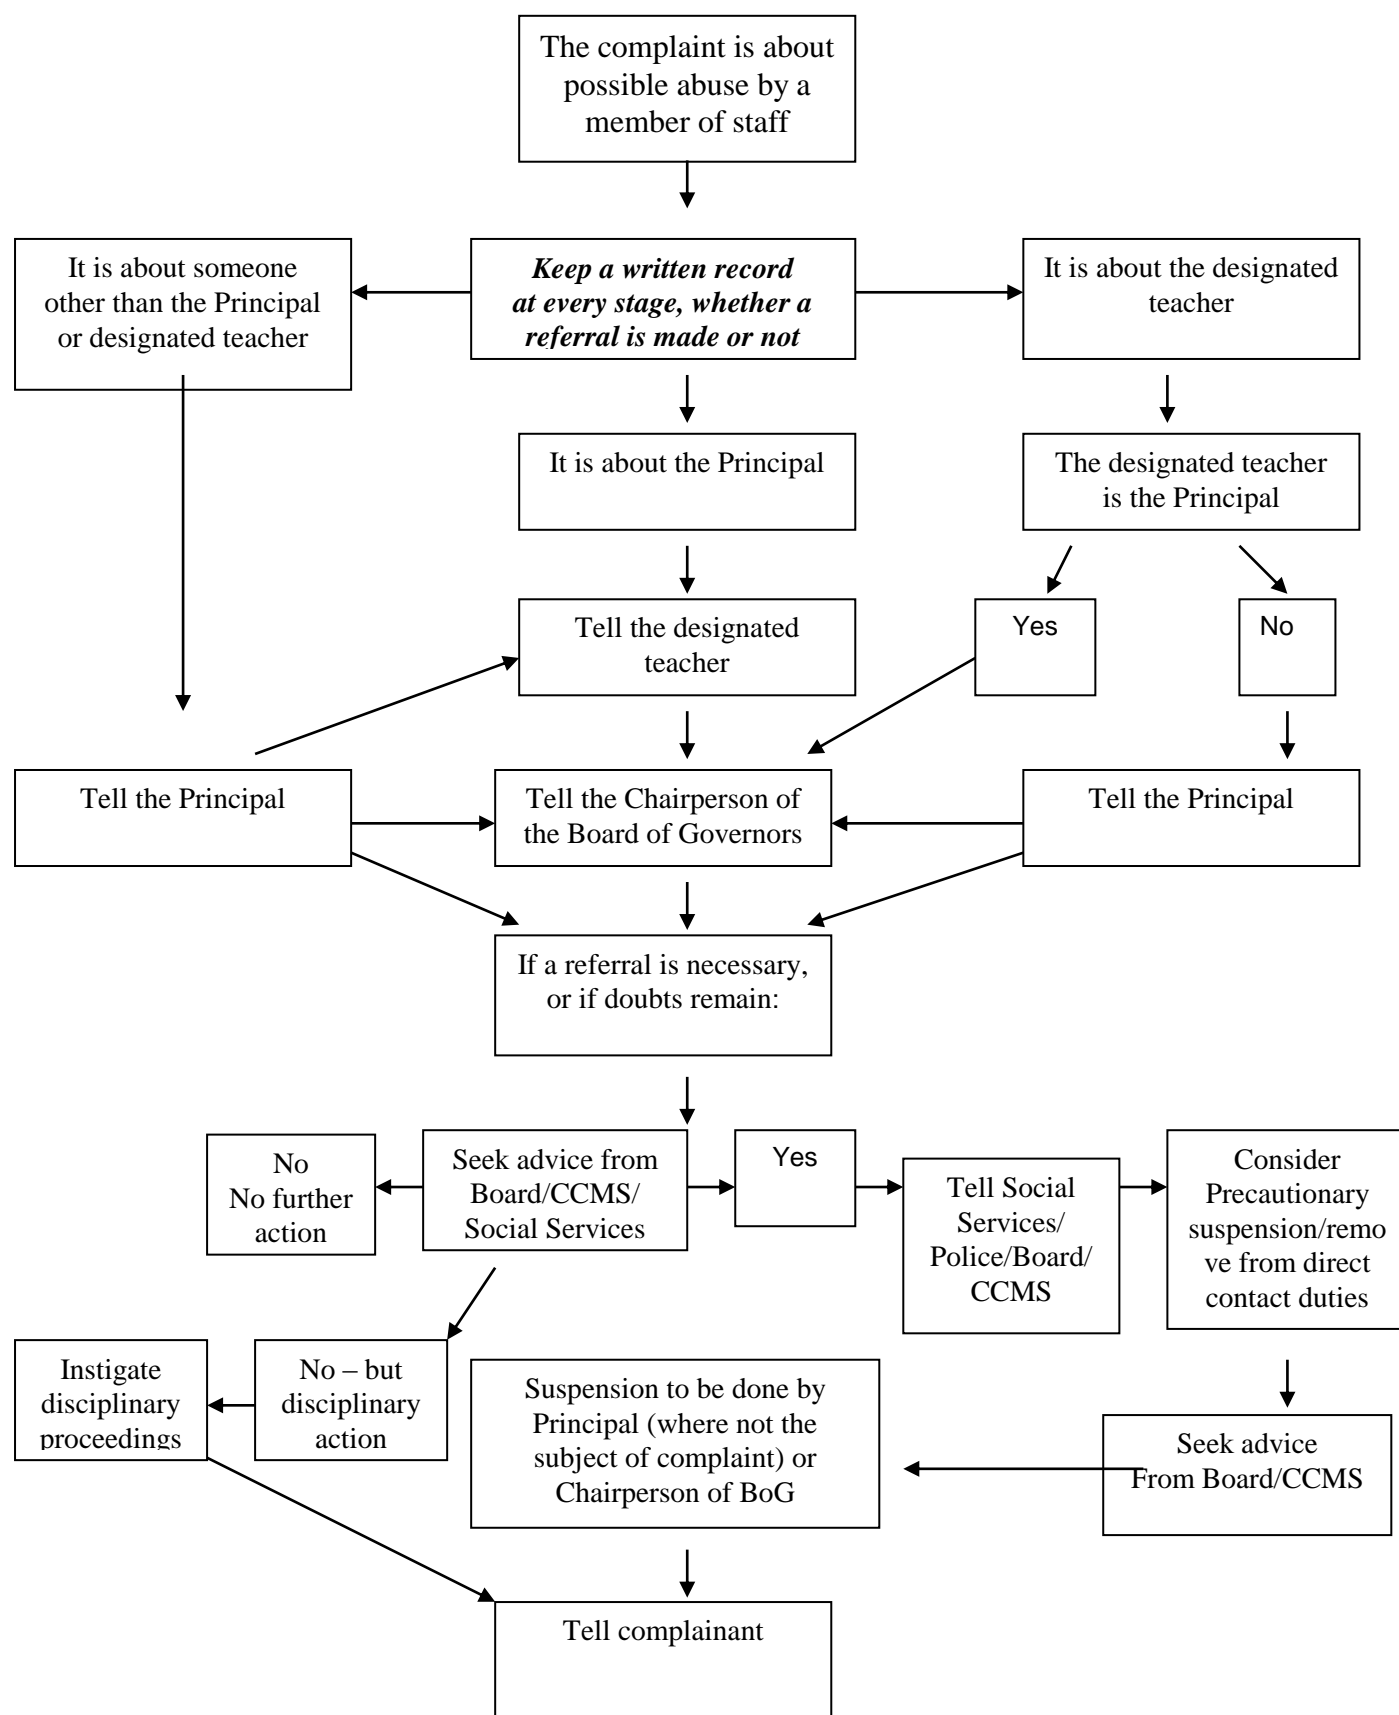 The complaint is about
possible abuse by a
member of staff
It is about someone
other than the Principal
or designated teacher
Keep a written record
at every stage, whether a
referral is made or not
It is about the designated
teacher
It is about the Principal
The designated teacher
is the Principal
Tell the designated
teacher
Yes
No
Tell the Principal
Tell the Chairperson of
the Board of Governors
Tell the Principal
If a referral is necessary,
or if doubts remain:
No
No further
action
Seek advice from
Board/CCMS/
Social Services
Yes
Tell Social
Services/
Police/Board/
CCMS
Consider
Precautionary
suspension/remo
ve from direct
contact duties
Instigate
disciplinary
proceedings
No – but
disciplinary
action
Suspension to be done by
Principal (where not the
subject of complaint) or
Chairperson of BoG
Seek advice
From Board/CCMS
Tell complainant